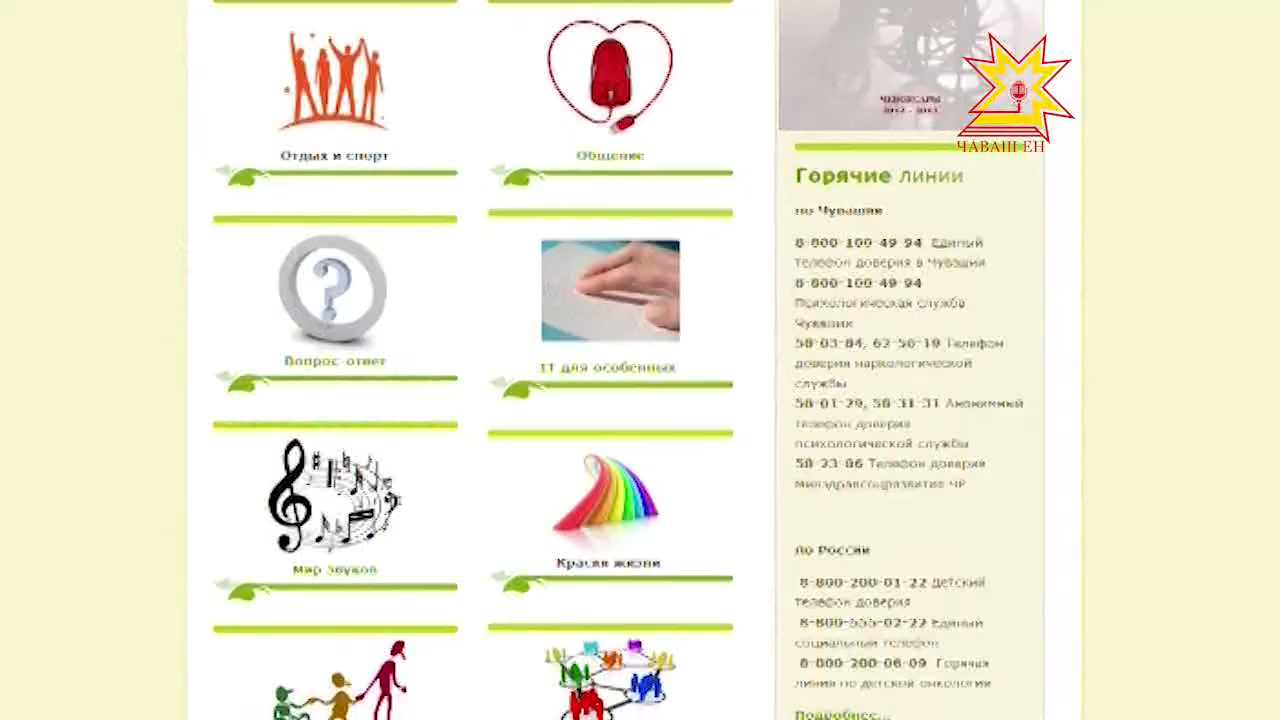 Отдых и спорт
Общение
Вопрос-ответ
IT для особенных
Мир звуков
Краски жизни
ЧЕБОКСАРЫ
ЧӐВАШ ЕН
Горячие линии
по Чувашии
8-800-100-49-94 Единый
телефон доверия в Чувашии
8-800-100-49-94
Психологическая служба
Чувашии
58-03-84, 62-56-19 Телефон
доверия наркологической
службы
58-01-29, 58-31-31 Анонимный
телефон доверия
психологической службы
58-23-86 Телефон доверия
Минздравсоцразвития ЧР
по России
8-800-200-01-22 Детский
телефон доверия
8-800-555-02-22 Единый
социальный телефон
8-800-200-06-09 Горячая
линия по детской онкологии
Подробнее...